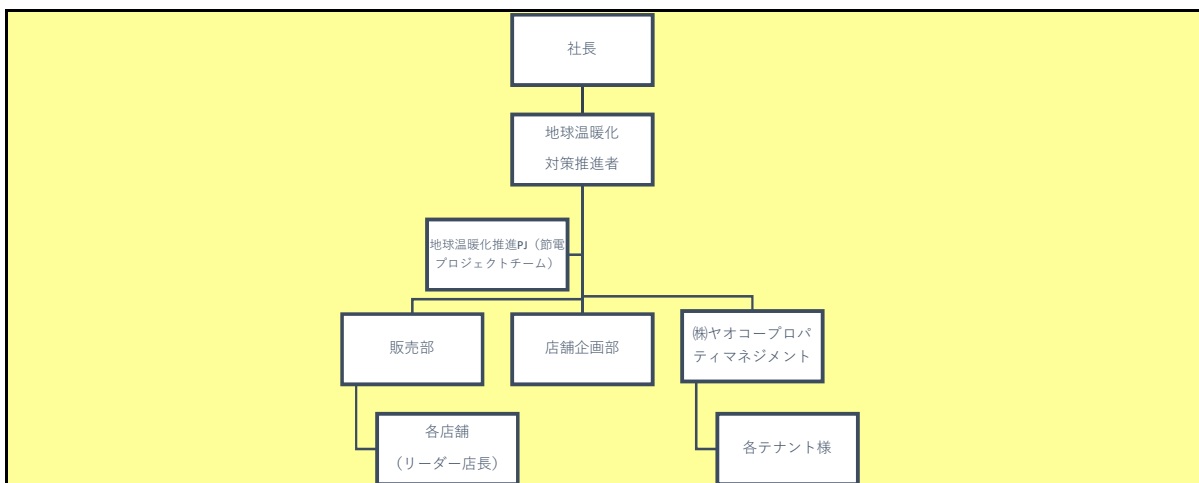 社長
地球温暖化
対策推進者
地球温暖化推進PJ（節電
プロジェクトチーム）
販売部
店舗企画部
㈱ヤオコープロパ
ティマネジメント
各店舗
（リーダー店長）
各テナント様